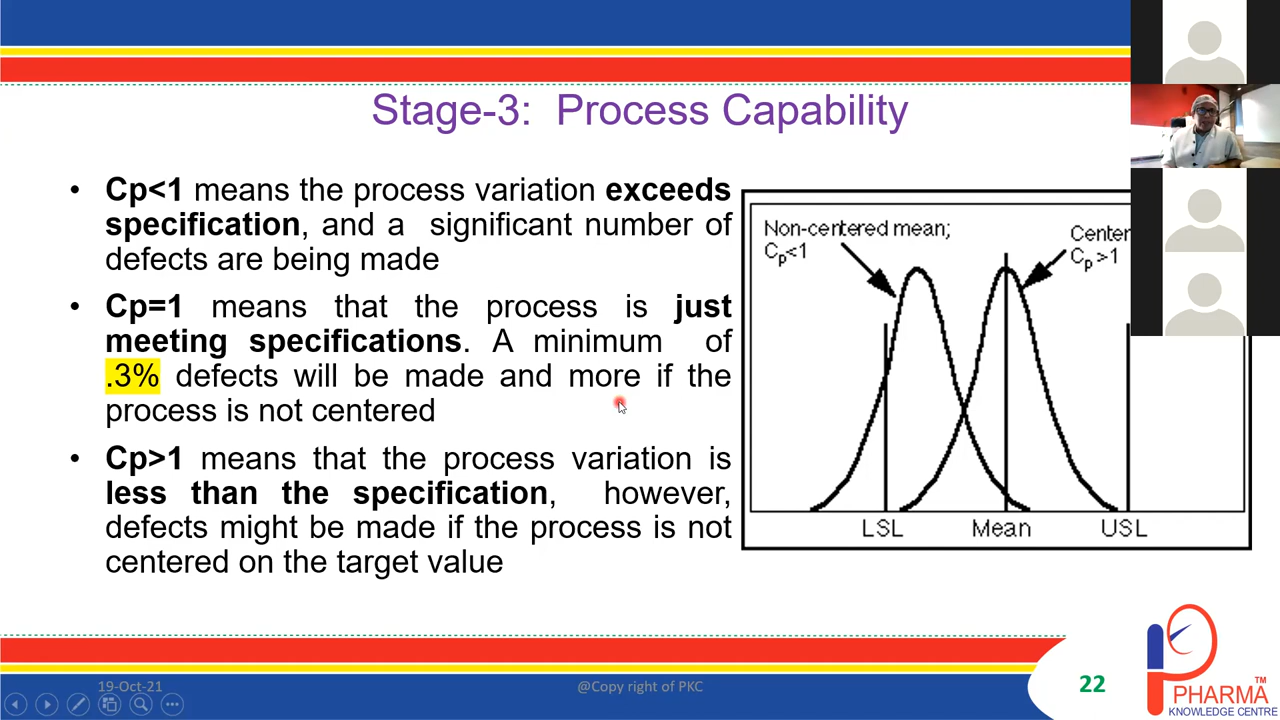 Stage-3: Process Capability
• Cp<1 means the process variation exceeds
specification, and a significant number of
defects are being made
• Cp=1 means that the process is just
meeting specifications. A minimum of
.3% defects will be made and more if the
process is not centered
• Cp>1 means that the process variation is
less than the specification, however,
defects might be made if the process is not
centered on the target value
Non-centered mean;
Cp<1
Center
Cp>1
LSL Mean USL
19-Oct-21 @Copy right of PKC 22
PHARMA TM
KNOWLEDGE CENTRE